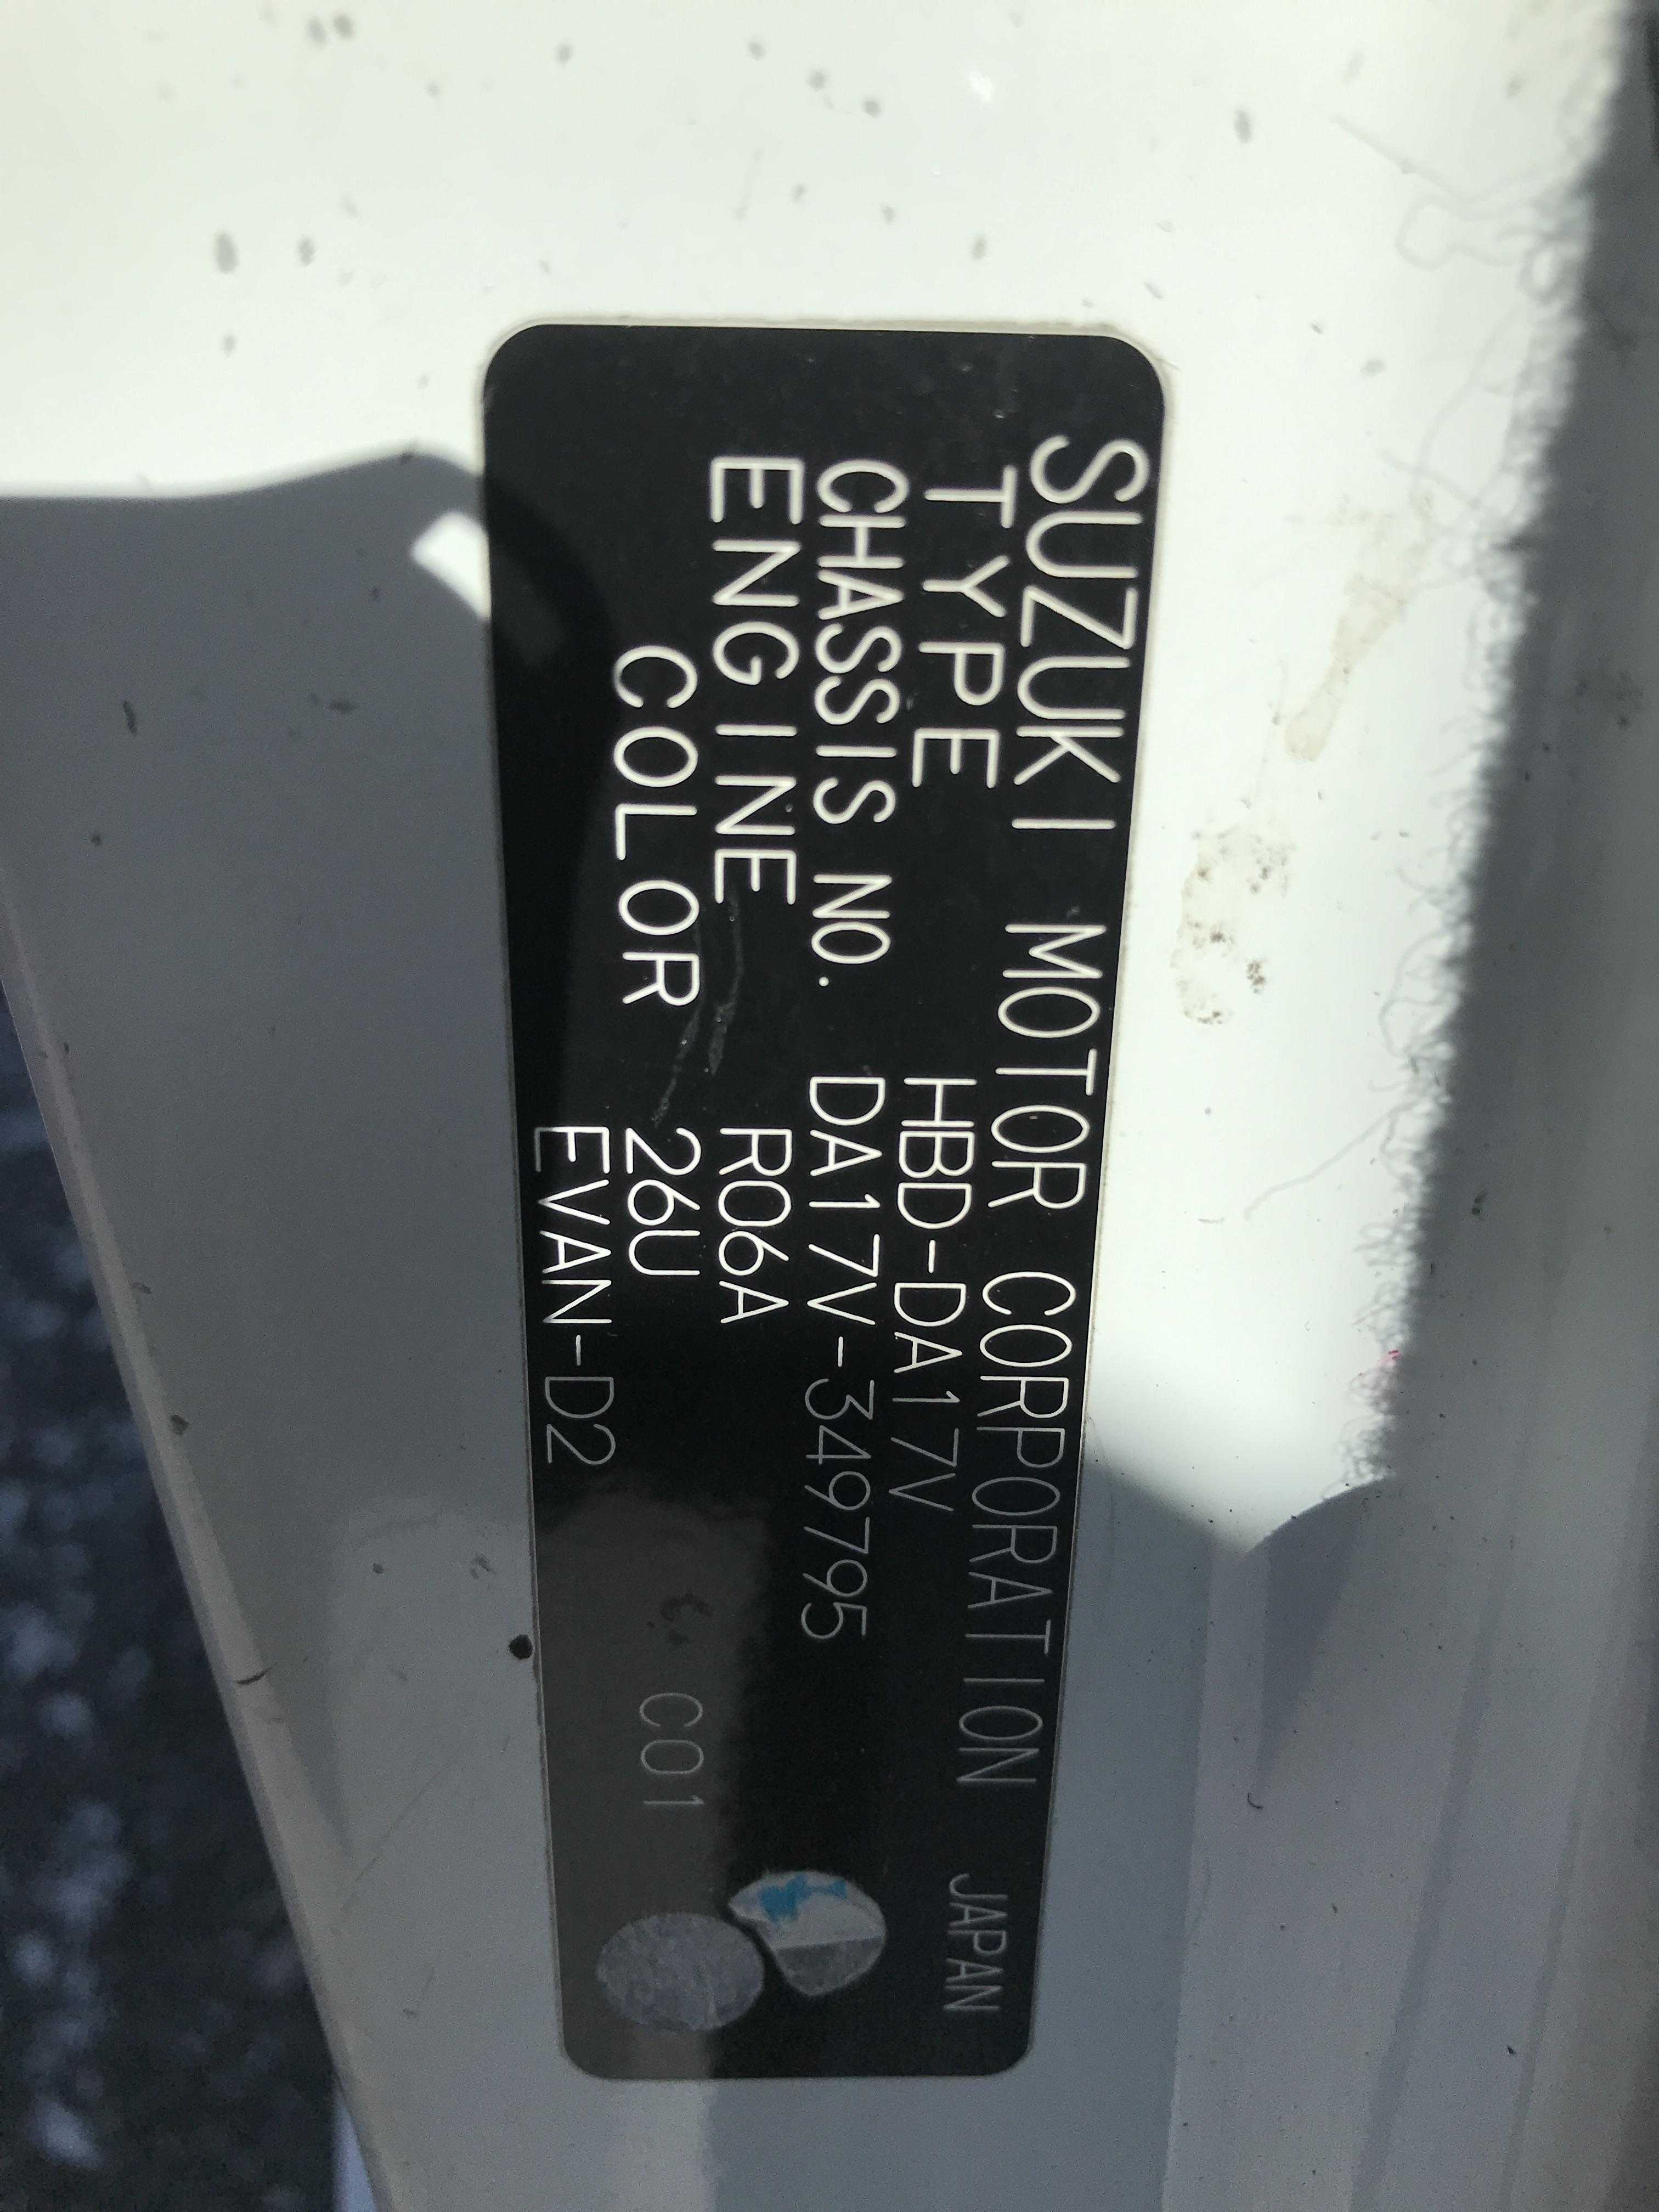 SUZUKI MOTOR CORPORATION JAPAN
TYPE HBD-DA17V
CHASSIS NO. DA17V-349795
ENGINE R06A
COLOR 26U C01
EVAN-D2